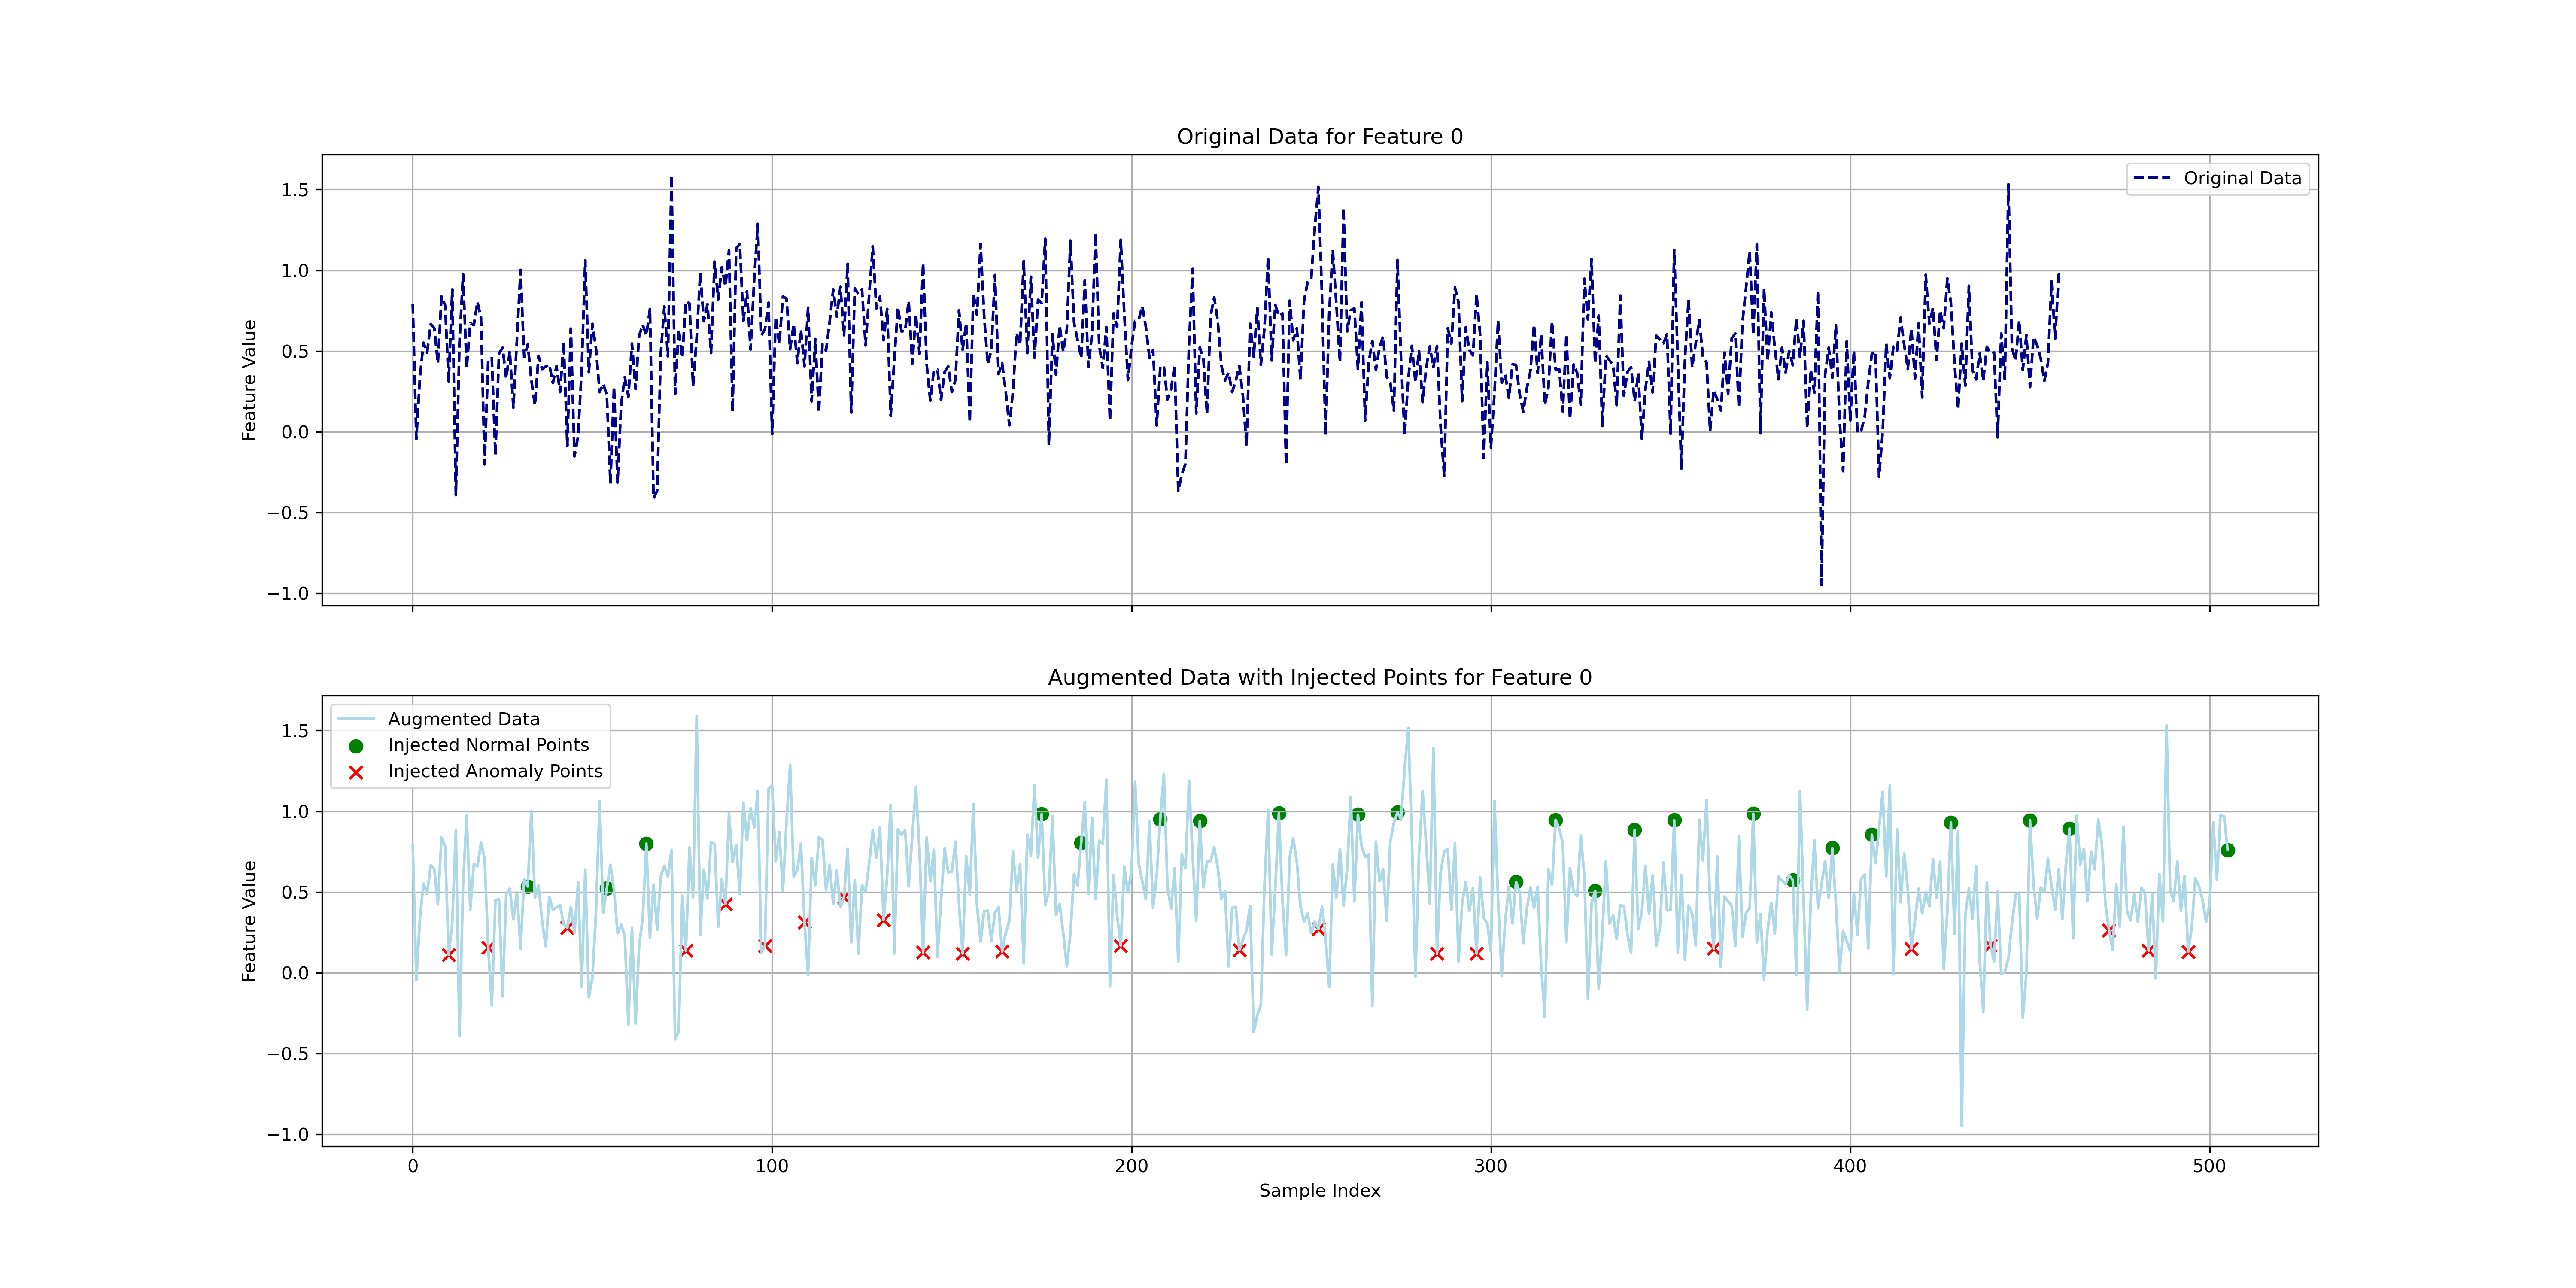 Original Data for Feature 0
Original Data
Feature Value
1.5
1.0
0.5
0.0
−0.5
−1.0
Augmented Data with Injected Points for Feature 0
Augmented Data
Injected Normal Points
Injected Anomaly Points
Feature Value
1.5
1.0
0.5
0.0
−0.5
−1.0
0 100 200 300 400 500
Sample Index